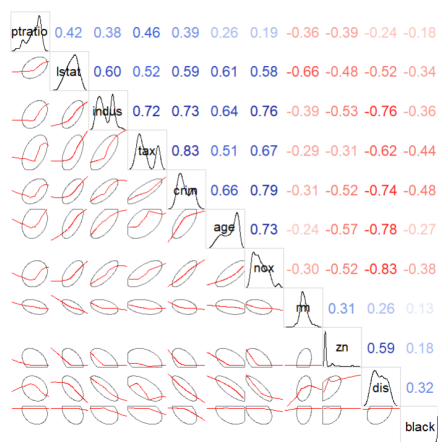 ptratio 0.42 0.38 0.46 0.39 0.26 0.19 -0.36 -0.39 -0.24 -0.18
lstat 0.60 0.52 0.59 0.61 0.58 -0.66 -0.48 -0.52 -0.34
indus 0.72 0.73 0.64 0.76 -0.39 -0.53 -0.76 -0.36
tax 0.83 0.51 0.67 -0.29 -0.31 -0.62 -0.44
crim 0.66 0.79 -0.31 -0.52 -0.74 -0.48
age 0.73 -0.24 -0.57 -0.78 -0.27
nox -0.30 -0.52 -0.83 -0.38
rm 0.31 0.26 0.13
zn 0.59 0.18
dis 0.32
black